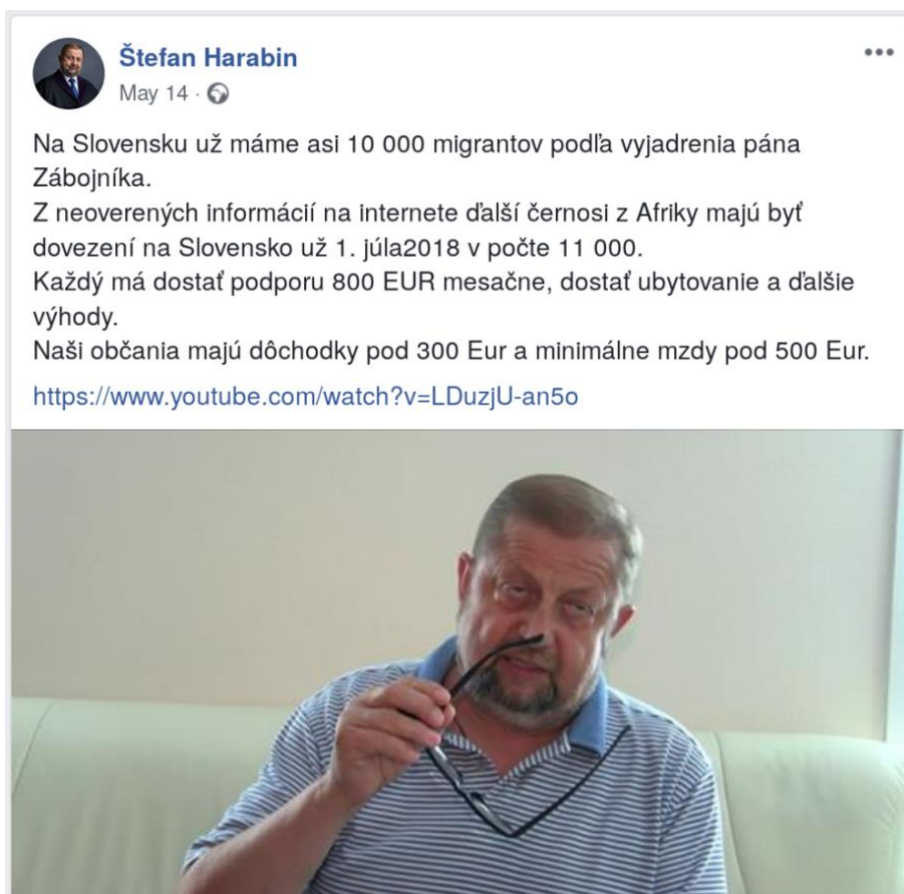 Štefan Harabin
May 14 ·
Na Slovensku už máme asi 10 000 migrantov podľa vyjadrenia pána
Zábojníka.
Z neoverených informácií na internete ďalší černosi z Afriky majú byť
dovezení na Slovensko už 1. júla2018 v počte 11 000.
Každý má dostať podporu 800 EUR mesačne, dostať ubytovanie a ďalšie
výhody.
Naši občania majú dôchodky pod 300 Eur a minimálne mzdy pod 500 Eur.
https://www.youtube.com/watch?v=LDuzjU-an5o